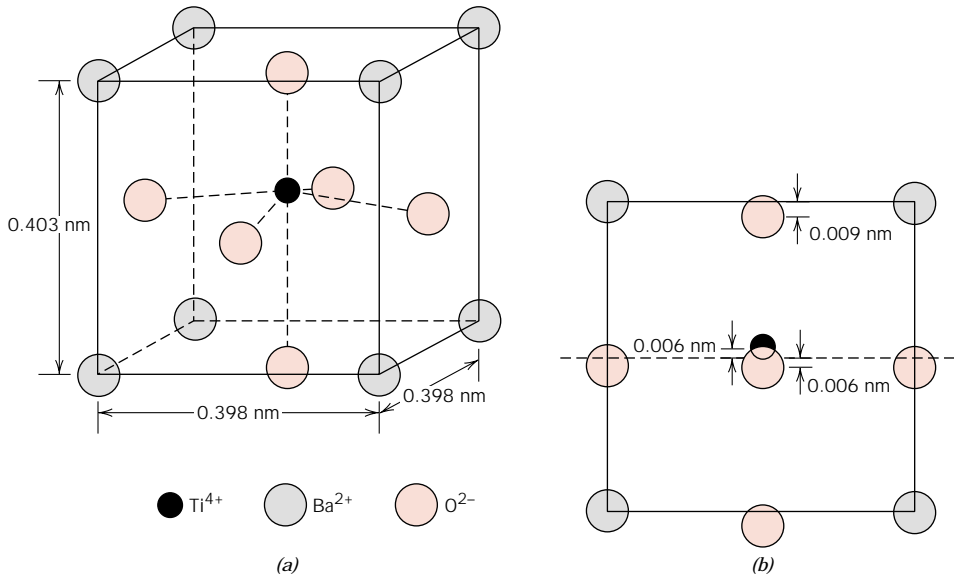 0.403 nm
0.398 nm
0.398 nm
0.009 nm
0.006 nm
0.006 nm
Ti⁴⁺
Ba²⁺
O²⁻
(a)
(b)